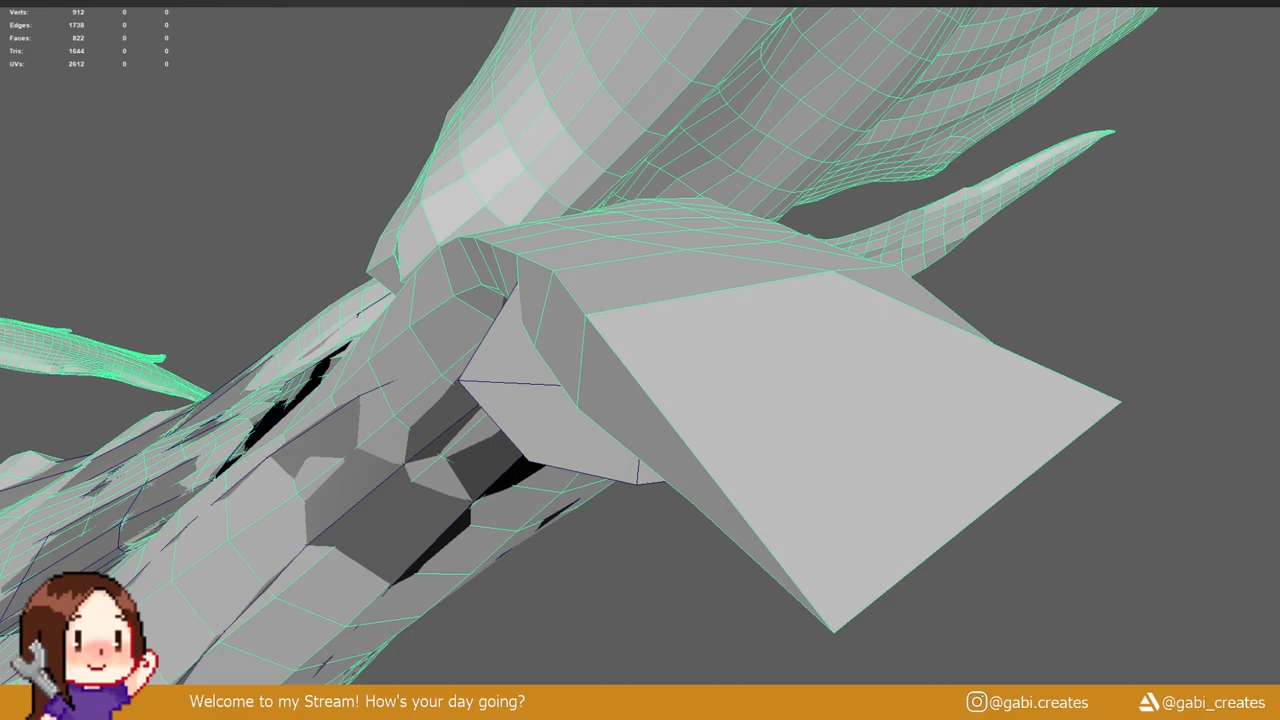 Verts: 912 0 0
Edges: 1738 0 0
Faces: 822 0 0
Tris: 1644 0 0
UVs: 2612 0 0
Welcome to my Stream! How's your day going? @gabi.creates @gabi_creates